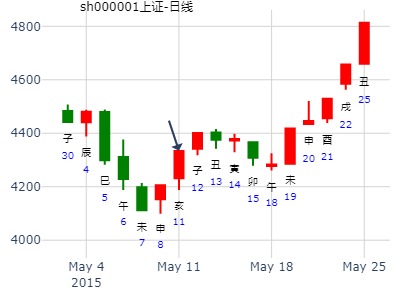 sh000001上证-日线
4800
4600
4400
4200
4000
子
30
辰
4
巳
5
午
6
未
7
申
8
亥
11
子
12
丑
13
寅
14
卯
15
午
18
未
19
申
20
酉
21
戌
22
丑
25
May 4
2015
May 11
May 18
May 25